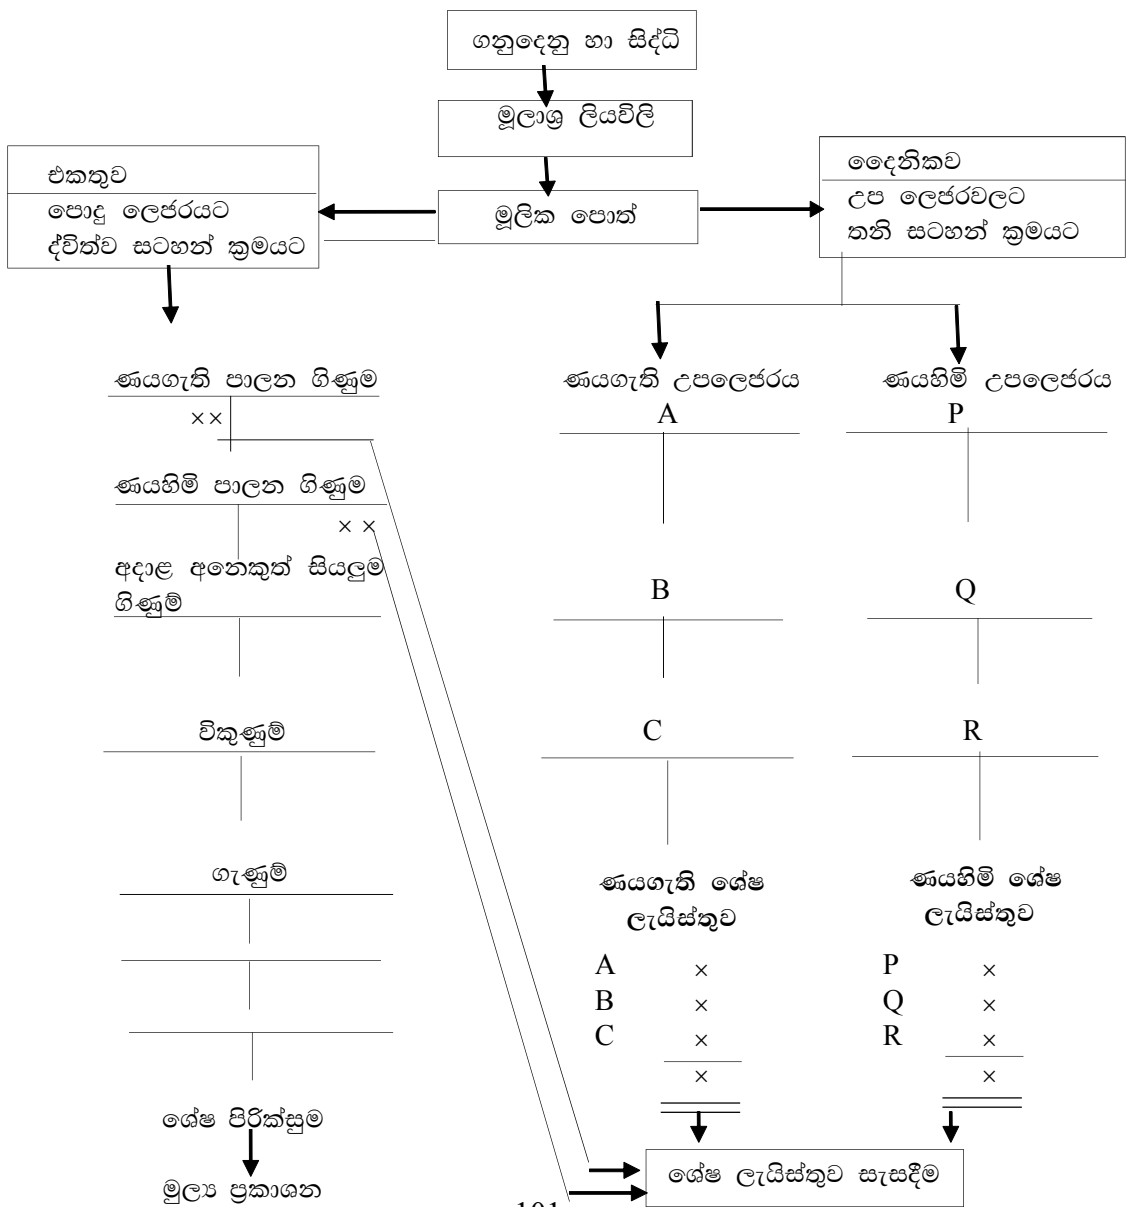 ගනුදෙනු හා සිද්ධි
මූලාශ්‍ර ලියවිලි
මූලික පොත්
එකතුව
පොදු ලෙජරයට
ද්විත්ව සටහන් ක්‍රමයට
දෛනිකව
උප ලෙජරවලට
තනි සටහන් ක්‍රමයට
ණයගැති පාලන ගිණුම
××
ණයහිමි පාලන ගිණුම
× ×
අදාළ අනෙකුත් සියලුම
ගිණුම්
විකුණුම්
ගැණුම්
ශේෂ පිරික්සුම
මුල්‍ය ප්‍රකාශන
ණයගැති උපලෙජරය
A
B
C
ණයගැති ශේෂ
ලැයිස්තුව
A ×
B ×
C ×
×
ණයහිමි උපලෙජරය
P
Q
R
ණයහිමි ශේෂ
ලැයිස්තුව
P ×
Q ×
R ×
×
ශේෂ ලැයිස්තුව සැසදීම